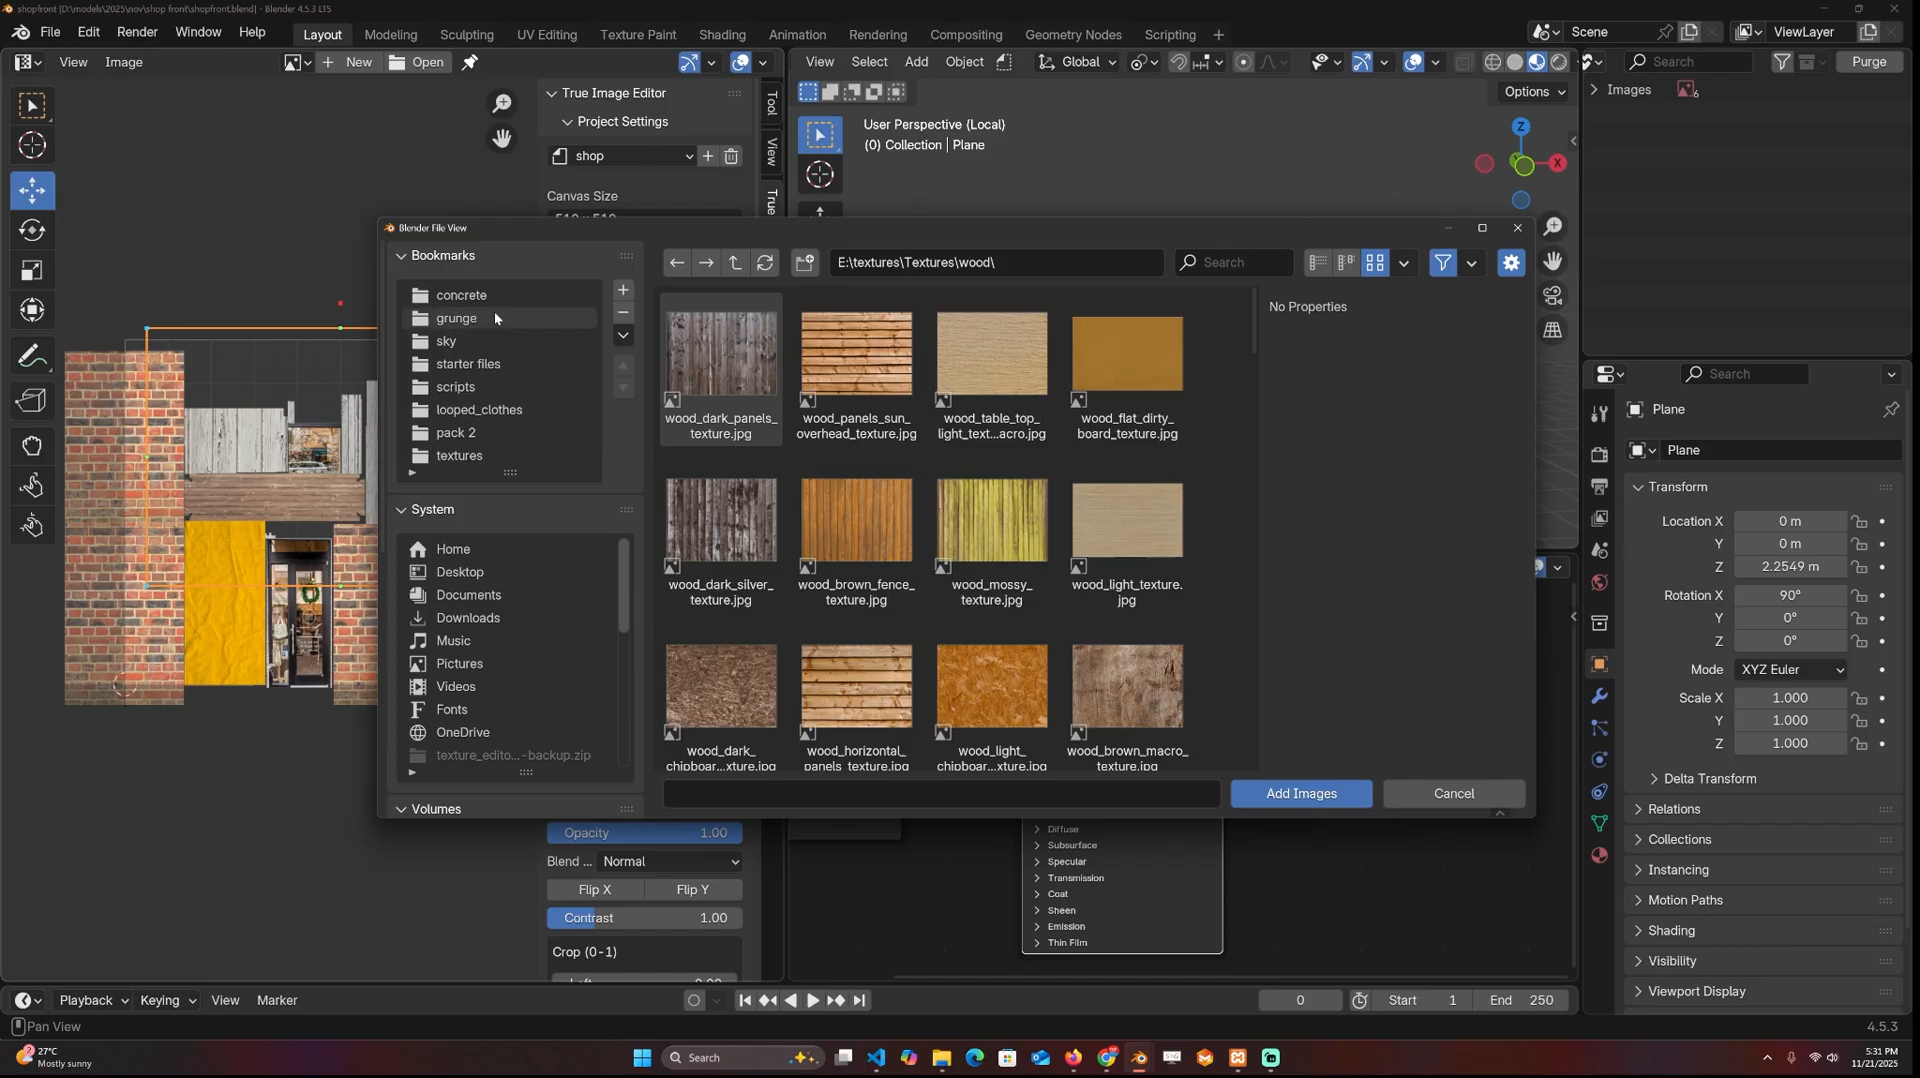 shopfront [D:\models\2025\nov\shop front\shopfront.blend] - Blender 4.5.3 LTS
File Edit Render Window Help Layout Modeling Sculpting UV Editing Texture Paint Shading Animation Rendering Compositing Geometry Nodes Scripting + Scene ViewLayer
View Image + New Open View Select Add Object Global Search Purge
True Image Editor
Project Settings
shop
Canvas Size
Tool
View
True
Options
User Perspective (Local)
(0) Collection | Plane
Z
X
Y
Images 6
Blender File View
Bookmarks
concrete
grunge
sky
starter files
scripts
looped_clothes
pack 2
textures
System
Home
Desktop
Documents
Downloads
Music
Pictures
Videos
Fonts
OneDrive
texture_edito...-backup.zip
Volumes
E:\textures\Textures\wood\ Search
wood_dark_panels_
texture.jpg
wood_panels_sun_
overhead_texture.jpg
wood_table_top_
light_text...acro.jpg
wood_flat_dirty_
board_texture.jpg
wood_dark_silver_
texture.jpg
wood_brown_fence_
texture.jpg
wood_mossy_
texture.jpg
wood_light_texture.
jpg
wood_dark_
chipboar...xture.jpg
wood_horizontal_
panels_texture.jpg
wood_light_
chipboar...xture.jpg
wood_brown_macro_
texture.jpg
No Properties
Add Images Cancel
Opacity 1.00
Blend ... Normal
Flip X Flip Y
Contrast 1.00
Crop (0-1)
Diffuse
Subsurface
Specular
Transmission
Coat
Sheen
Emission
Thin Film
Search
Plane
Plane
Transform
Location X 0 m
Y 0 m
Z 2.2549 m
Rotation X 90°
Y 0°
Z 0°
Mode XYZ Euler
Scale X 1.000
Y 1.000
Z 1.000
Delta Transform
Relations
Collections
Instancing
Motion Paths
Shading
Visibility
Viewport Display
Playback Keying View Marker 0 Start 1 End 250
Pan View 4.5.3
27°C
Mostly sunny
Search
5:31 PM
11/21/2025